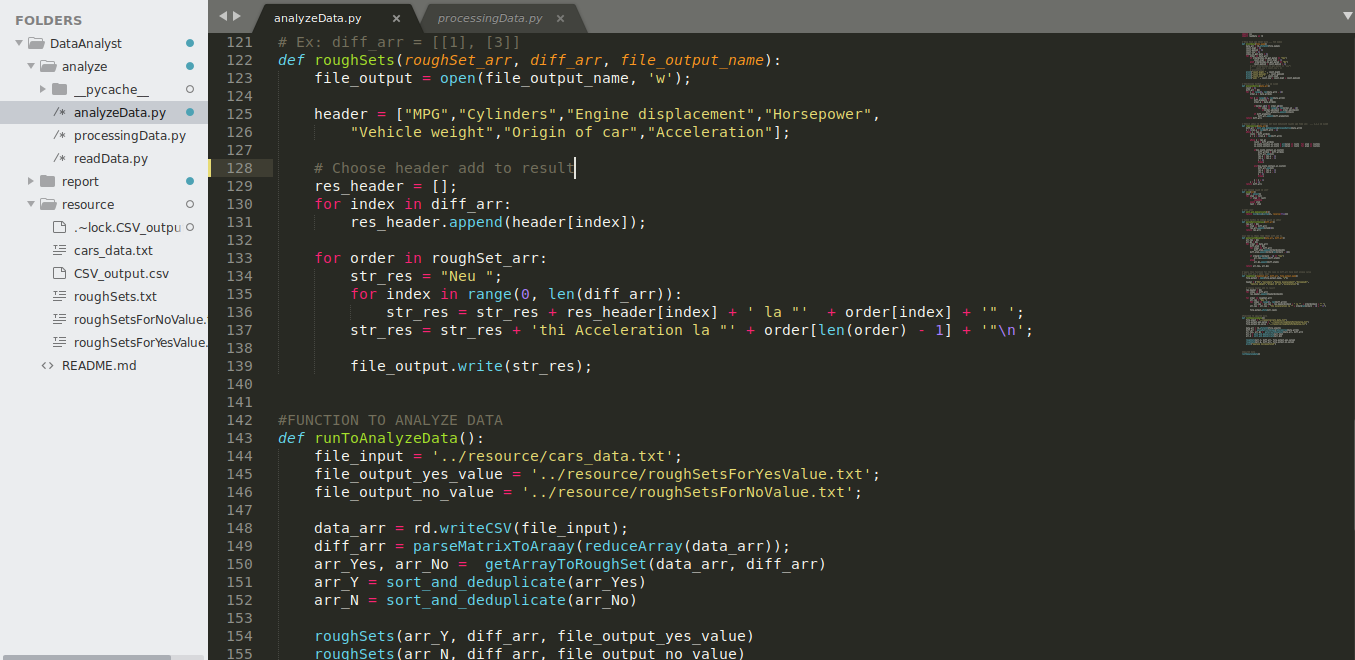 FOLDERS
DataAnalyst
analyze
__pycache__
/* analyzeData.py
/* processingData.py
/* readData.py
report
resource
.~lock.CSV_outpu
cars_data.txt
CSV_output.csv
roughSets.txt
roughSetsForNoValue.
roughSetsForYesValue.
<> README.md
analyzeData.py × processingData.py ×
121 # Ex: diff_arr = [[1], [3]]
122 def roughSets(roughSet_arr, diff_arr, file_output_name):
123     file_output = open(file_output_name, 'w');
124
125     header = ["MPG","Cylinders","Engine displacement","Horsepower",
126         "Vehicle weight","Origin of car","Acceleration"];
127
128     # Choose header add to result
129     res_header = [];
130     for index in diff_arr:
131         res_header.append(header[index]);
132
133     for order in roughSet_arr:
134         str_res = "Neu ";
135         for index in range(0, len(diff_arr)):
136             str_res = str_res + res_header[index] + ' la "'  + order[index] + '" ';
137         str_res = str_res + 'thi Acceleration la "' + order[len(order) - 1] + '"\n';
138
139         file_output.write(str_res);
140
141
142 #FUNCTION TO ANALYZE DATA
143 def runToAnalyzeData():
144     file_input = '../resource/cars_data.txt';
145     file_output_yes_value = '../resource/roughSetsForYesValue.txt';
146     file_output_no_value = '../resource/roughSetsForNoValue.txt';
147
148     data_arr = rd.writeCSV(file_input);
149     diff_arr = parseMatrixToAraay(reduceArray(data_arr));
150     arr_Yes, arr_No =  getArrayToRoughSet(data_arr, diff_arr)
151     arr_Y = sort_and_deduplicate(arr_Yes)
152     arr_N = sort_and_deduplicate(arr_No)
153
154     roughSets(arr_Y, diff_arr, file_output_yes_value)
155     roughSets(arr_N, diff_arr, file_output_no_value)